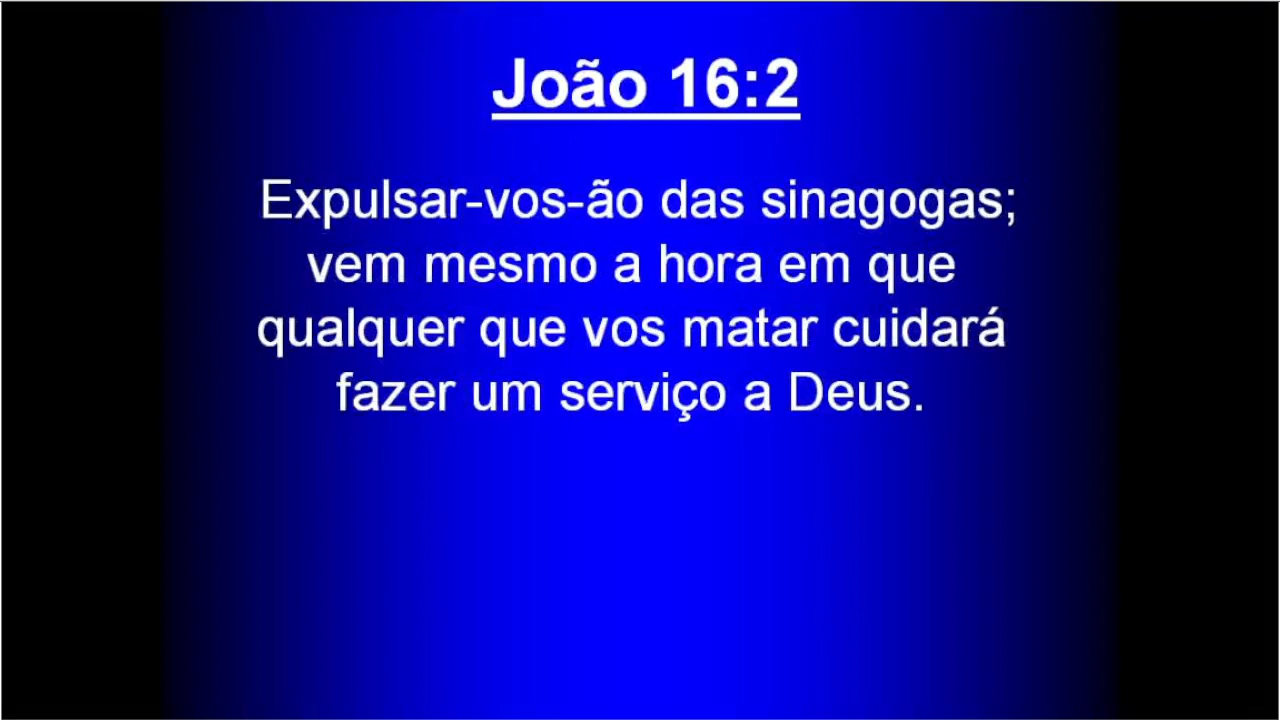 João 16:2
Expulsar-vos-ão das sinagogas;
vem mesmo a hora em que
qualquer que vos matar cuidará
fazer um serviço a Deus.